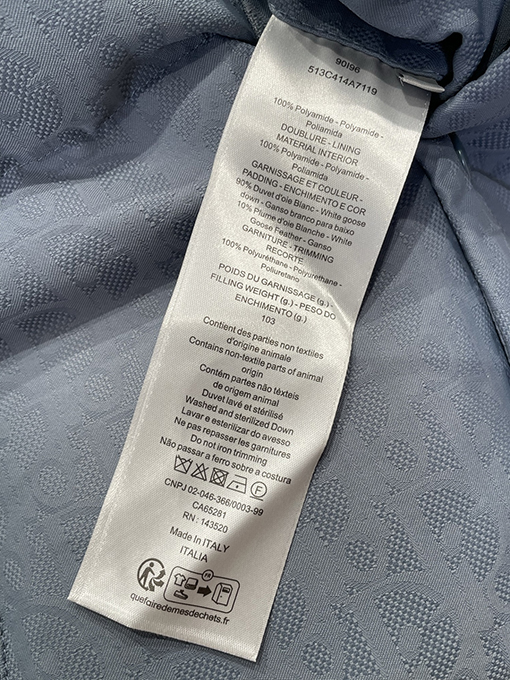 90I96
513C414A7119
100% Polyamide - Polyamide -
Poliamida
DOUBLURE - LINING
MATERIAL INTERIOR
100% Polyamide - Polyamide -
Poliamida
GARNISSAGE ET COULEUR -
PADDING - ENCHIMENTO E COR
90% Duvet d'oie Blanc - White goose
down - Ganso branco para baixo
10% Plume d'oie Blanche - White
Goose Feather - Ganso
GARNITURE - TRIMMING
RECORTE
100% Polyuréthane - Polyurethane -
Poliuretano
POIDS DU GARNISSAGE (g.) -
FILLING WEIGHT (g.) - PESO DO
ENCHIMENTO (g.)
103
Contient des parties non textiles
d'origine animale
Contains non-textile parts of animal
origin
Contém partes não têxteis
de origem animal
Duvet lavé et stérilisé
Washed and sterilized Down
Lavar e esterilizar do avesso
Ne pas repasser les garnitures
Do not iron trimming
Não passar a ferro sobre a costura
F
CNPJ 02-046-366/0003-99
CA65281
RN : 143520
Made In ITALY
ITALIA
FR
quefairedemesdechets.fr